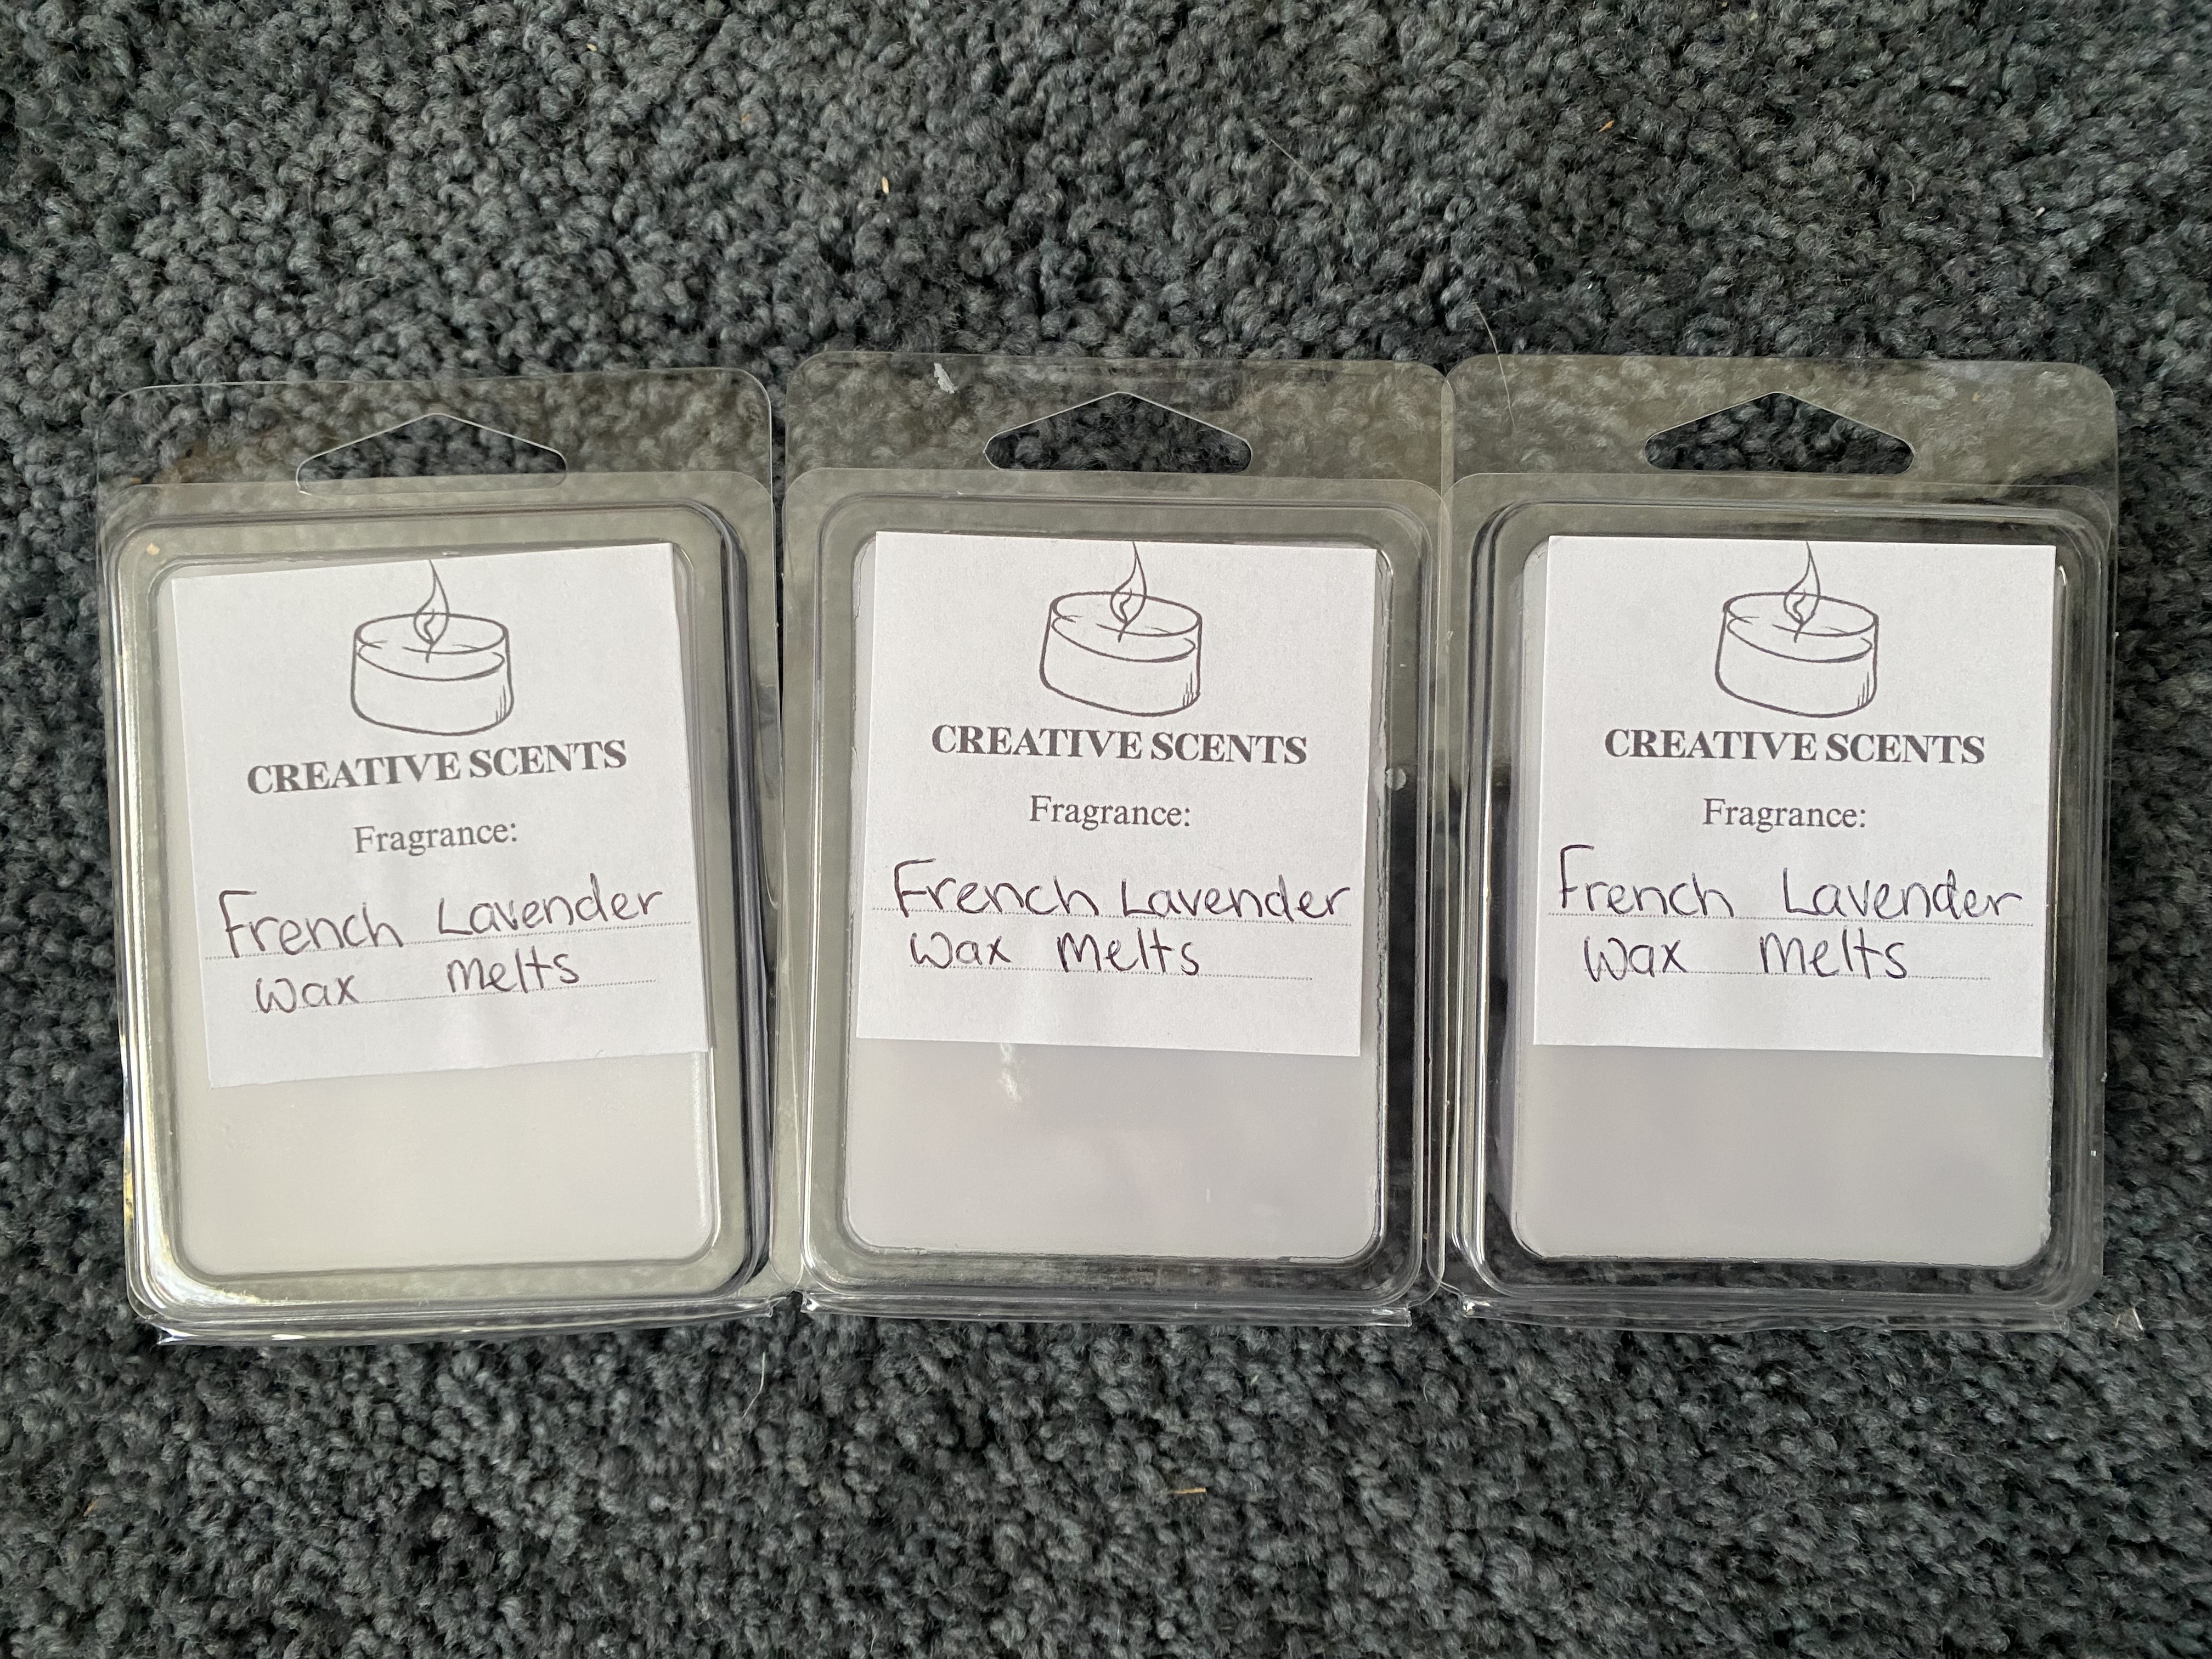 CREATIVE SCENTS
Fragrance:
French Lavender
Wax Melts
CREATIVE SCENTS
Fragrance:
French Lavender
Wax Melts
CREATIVE SCENTS
Fragrance:
French Lavender
Wax Melts